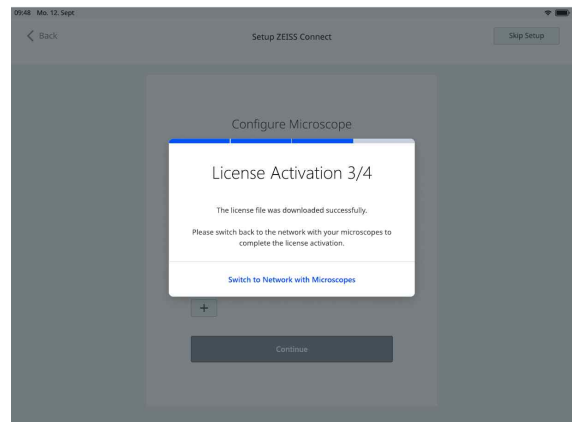 09:48 Mo. 12. Sept.
Back
Setup ZEISS Connect
Skip Setup
Configure Microscope
License Activation 3/4
The license file was downloaded successfully.
Please switch back to the network with your microscopes to
complete the license activation.
Switch to Network with Microscopes
+
Continue